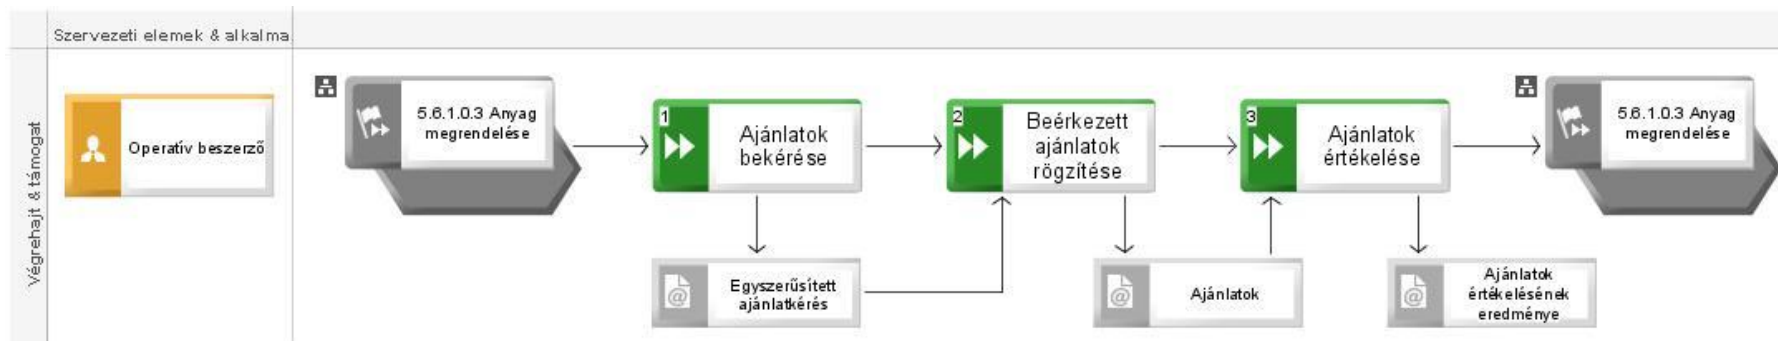 Szervezeti elemek & alkalma
Végrehajt & támogat
Operatív beszerző
5.6.1.0.3 Anyag
megrendelése
1
Ajánlatok
bekérése
2
Beérkezett
ajánlatok
rögzítése
3
Ajánlatok
értékelése
5.6.1.0.3 Anyag
megrendelése
Egyszerűsített
ajánlatkérés
Ajánlatok
Ajánlatok
értékelésének
eredménye